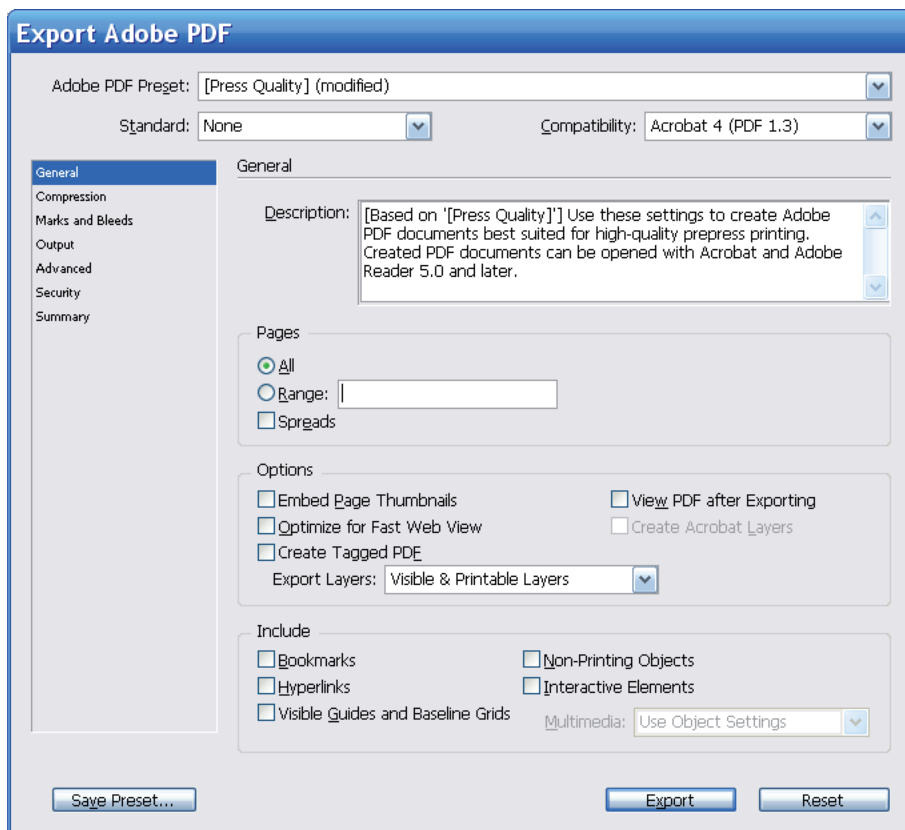 Export Adobe PDF
Adobe PDF Preset: [Press Quality] (modified)
Standard: None Compatibility: Acrobat 4 (PDF 1.3)
General
Compression
Marks and Bleeds
Output
Advanced
Security
Summary
General
Description: [Based on '[Press Quality]'] Use these settings to create Adobe
PDF documents best suited for high-quality prepress printing.
Created PDF documents can be opened with Acrobat and Adobe
Reader 5.0 and later.
Pages
All
Range:
Spreads
Options
Embed Page Thumbnails View PDF after Exporting
Optimize for Fast Web View Create Acrobat Layers
Create Tagged PDF
Export Layers: Visible & Printable Layers
Include
Bookmarks Non-Printing Objects
Hyperlinks Interactive Elements
Visible Guides and Baseline Grids Multimedia: Use Object Settings
Save Preset... Export Reset